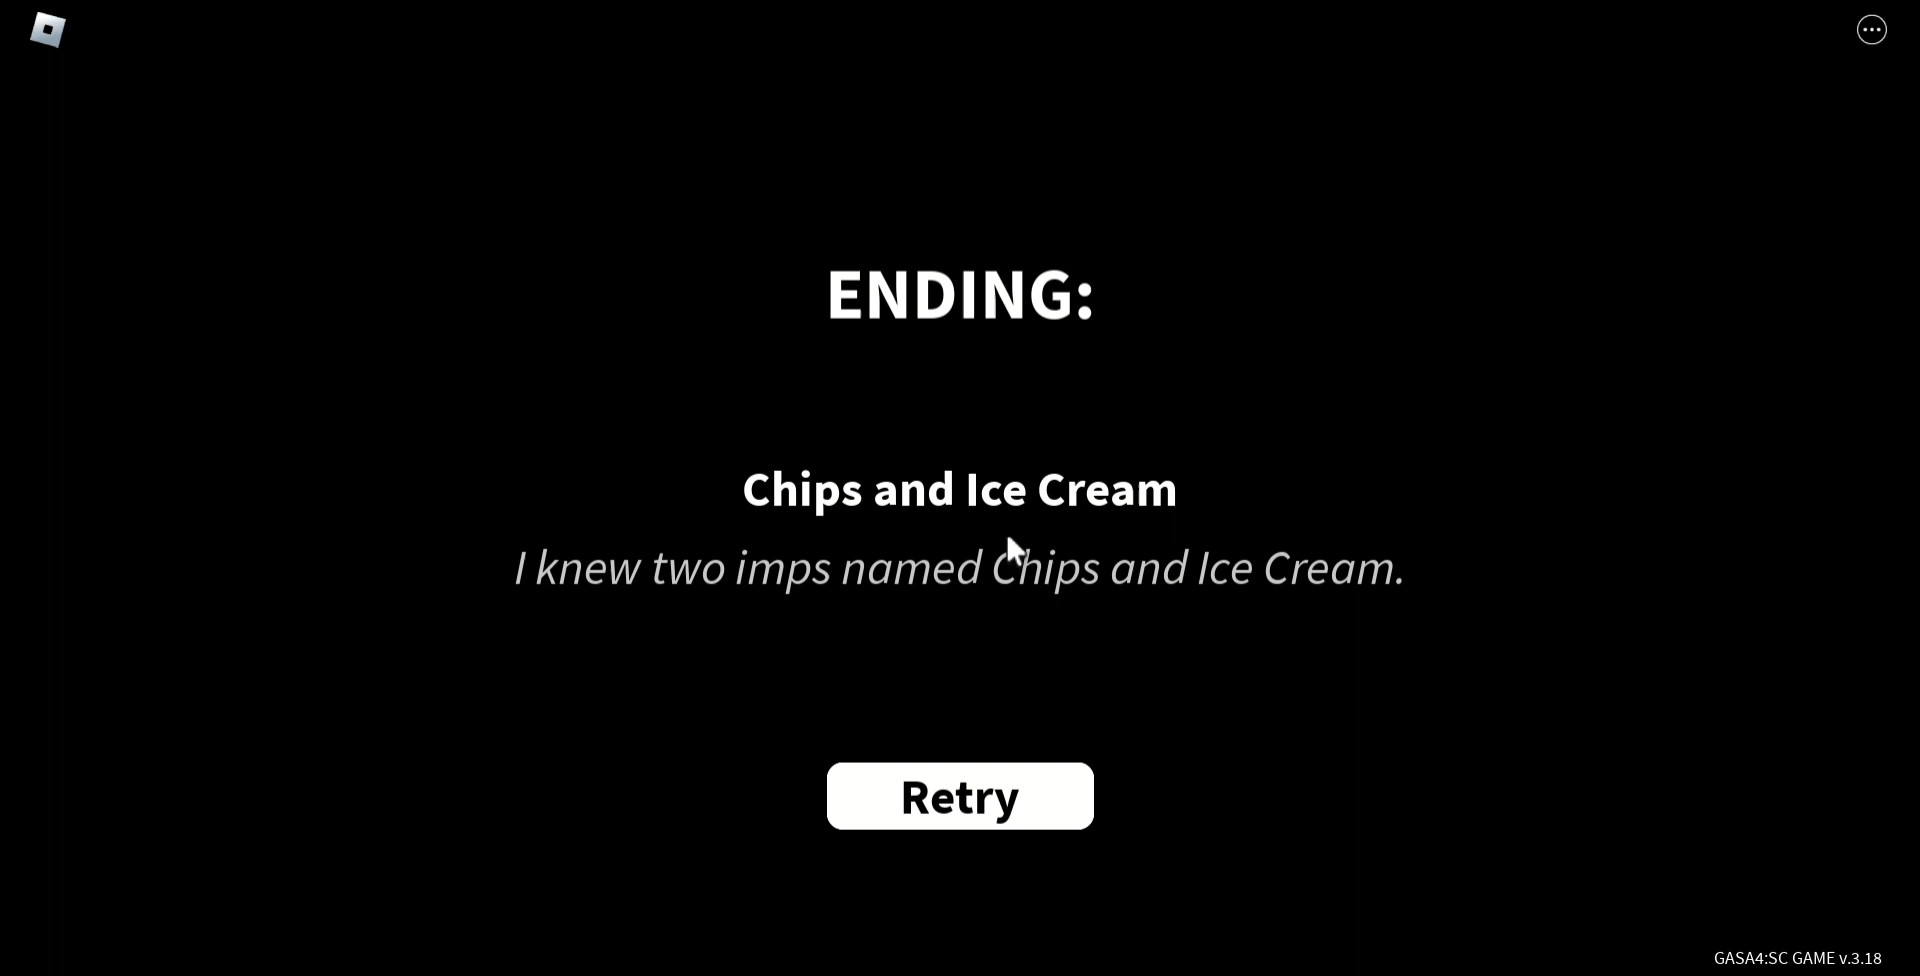 ENDING:
Chips and Ice Cream
I knew two imps named Chips and Ice Cream.
Retry
GASA4:SC GAME v.3.18